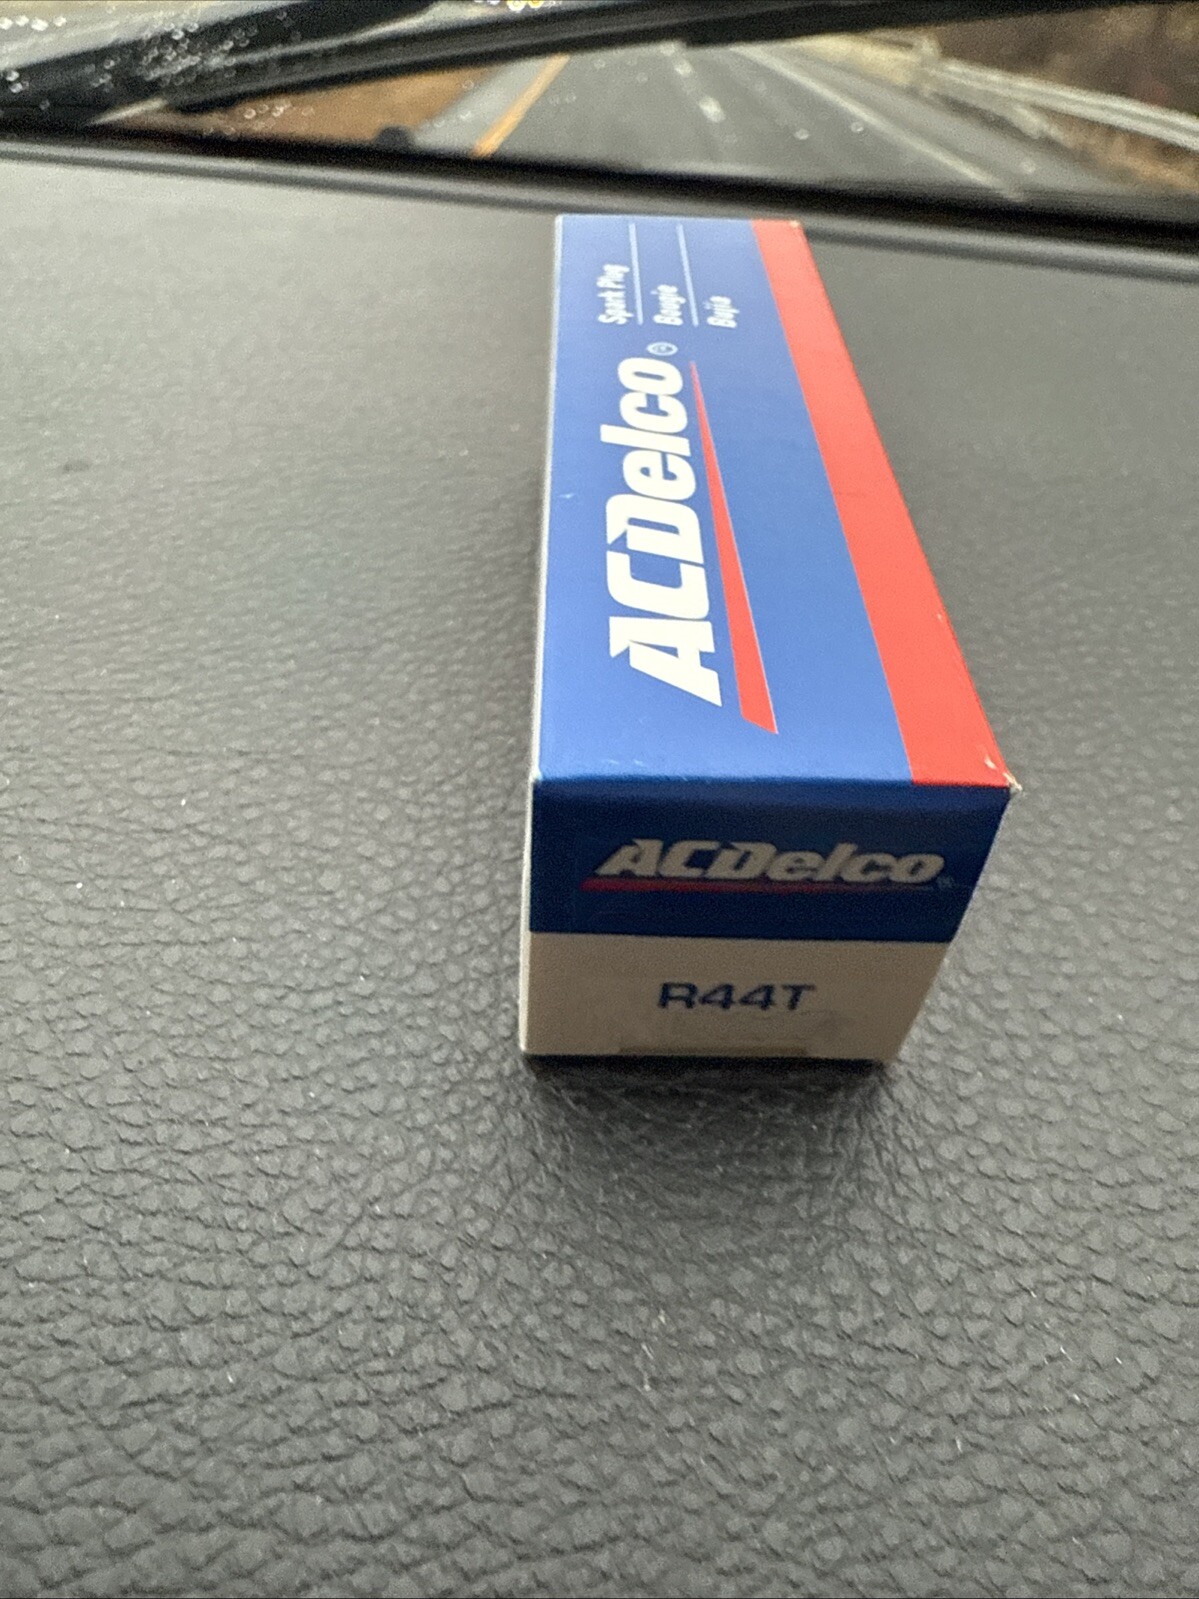 Spark Plug
Bougie
Bujía
ACDelco®
ACDelco®
R44T